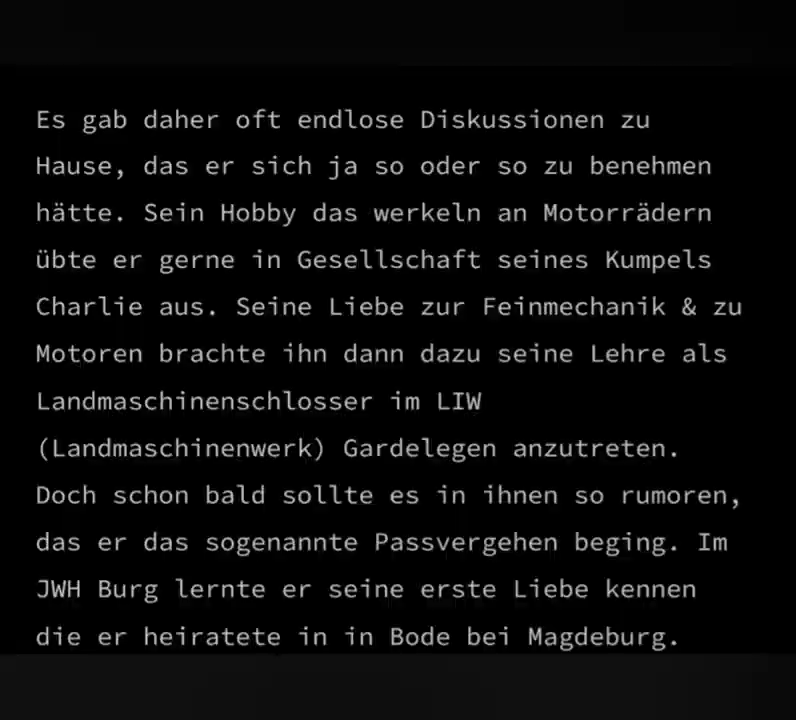 Es gab daher oft endlose Diskussionen zu
Hause, das er sich ja so oder so zu benehmen
hätte. Sein Hobby das werkeln an Motorrädern
übte er gerne in Gesellschaft seines Kumpels
Charlie aus. Seine Liebe zur Feinmechanik & zu
Motoren brachte ihn dann dazu seine Lehre als
Landmaschinenschlosser im LIW
(Landmaschinenwerk) Gardelegen anzutreten.
Doch schon bald sollte es in ihnen so rumoren,
das er das sogenannte Passvergehen beging. Im
JWH Burg lernte er seine erste Liebe kennen
die er heiratete in in Bode bei Magdeburg.